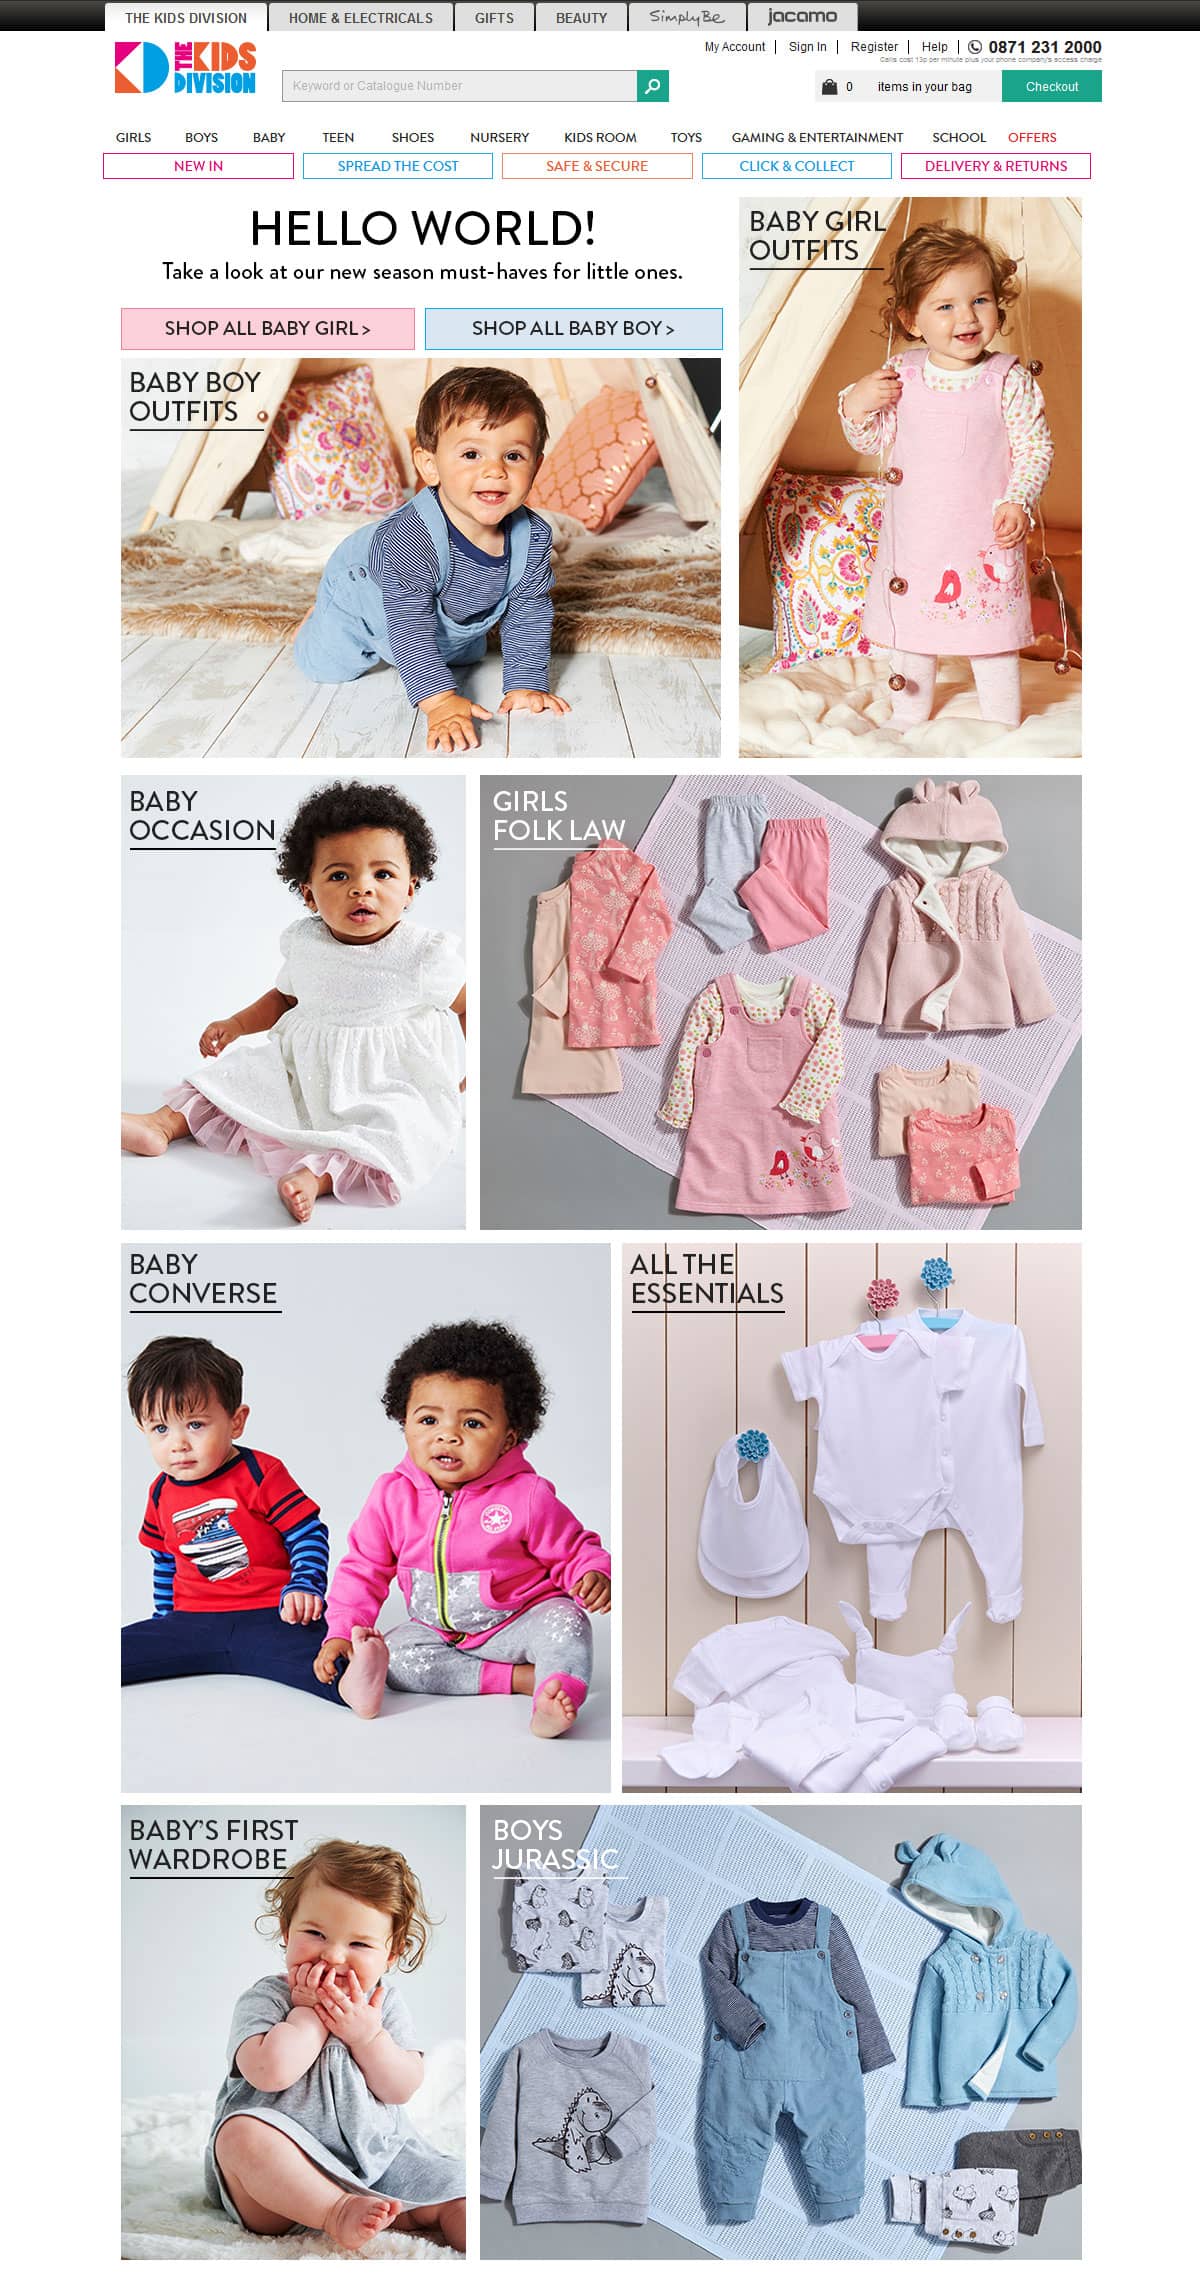 THE KIDS DIVISION
HOME & ELECTRICALS
GIFTS
BEAUTY
SimplyBe
jacamo
THE KIDS DIVISION
My Account
Sign In
Register
Help
0871 231 2000
Calls cost 13p per minute plus your phone company's access charge
Keyword or Catalogue Number
0 items in your bag
Checkout
GIRLS
BOYS
BABY
TEEN
SHOES
NURSERY
KIDS ROOM
TOYS
GAMING & ENTERTAINMENT
SCHOOL
OFFERS
NEW IN
SPREAD THE COST
SAFE & SECURE
CLICK & COLLECT
DELIVERY & RETURNS
HELLO WORLD!
Take a look at our new season must-haves for little ones.
SHOP ALL BABY GIRL >
SHOP ALL BABY BOY >
BABY GIRL
OUTFITS
BABY BOY
OUTFITS
BABY
OCCASION
GIRLS
FOLK LAW
BABY
CONVERSE
CONVERSE
ALL THE
ESSENTIALS
BABY'S FIRST
WARDROBE
BOYS
JURASSIC